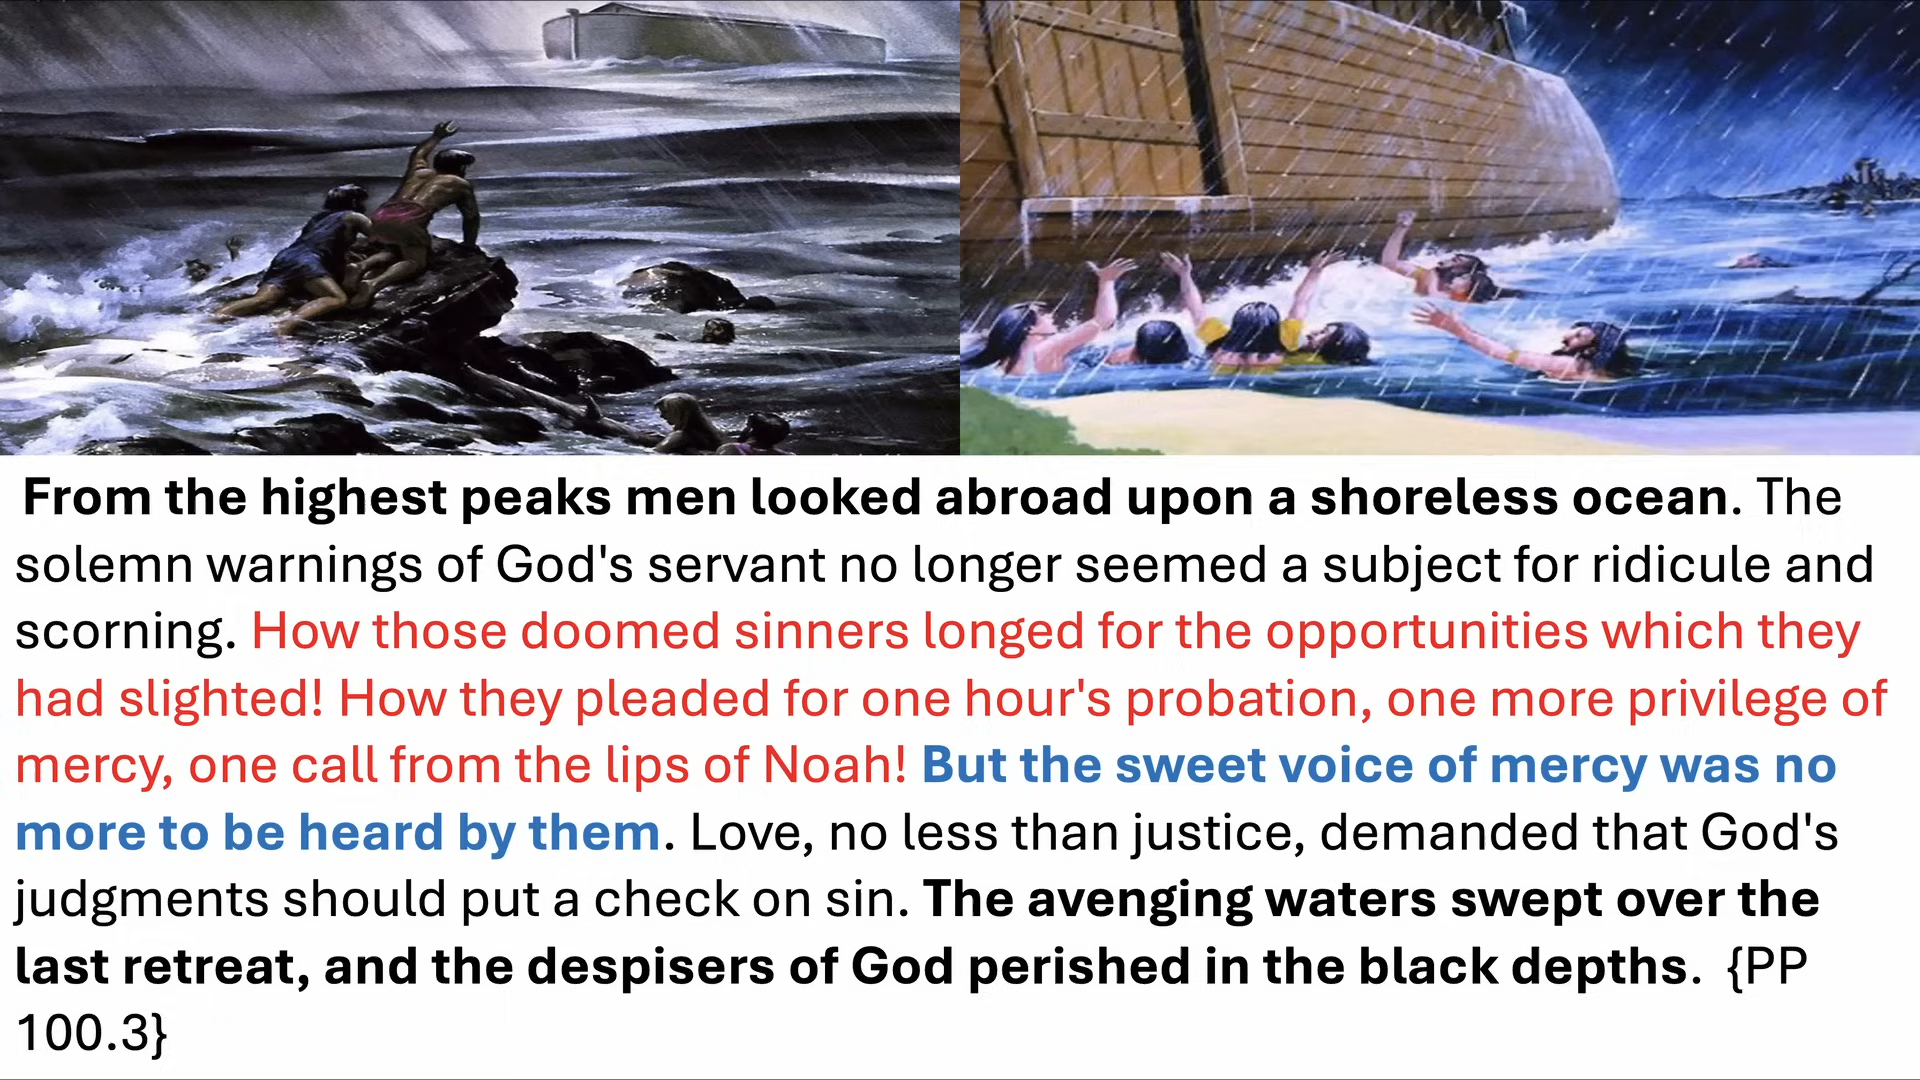 From the highest peaks men looked abroad upon a shoreless ocean. The
solemn warnings of God's servant no longer seemed a subject for ridicule and
scorning. How those doomed sinners longed for the opportunities which they
had slighted! How they pleaded for one hour's probation, one more privilege of
mercy, one call from the lips of Noah! But the sweet voice of mercy was no
more to be heard by them. Love, no less than justice, demanded that God's
judgments should put a check on sin. The avenging waters swept over the
last retreat, and the despisers of God perished in the black depths. {PP
100.3}